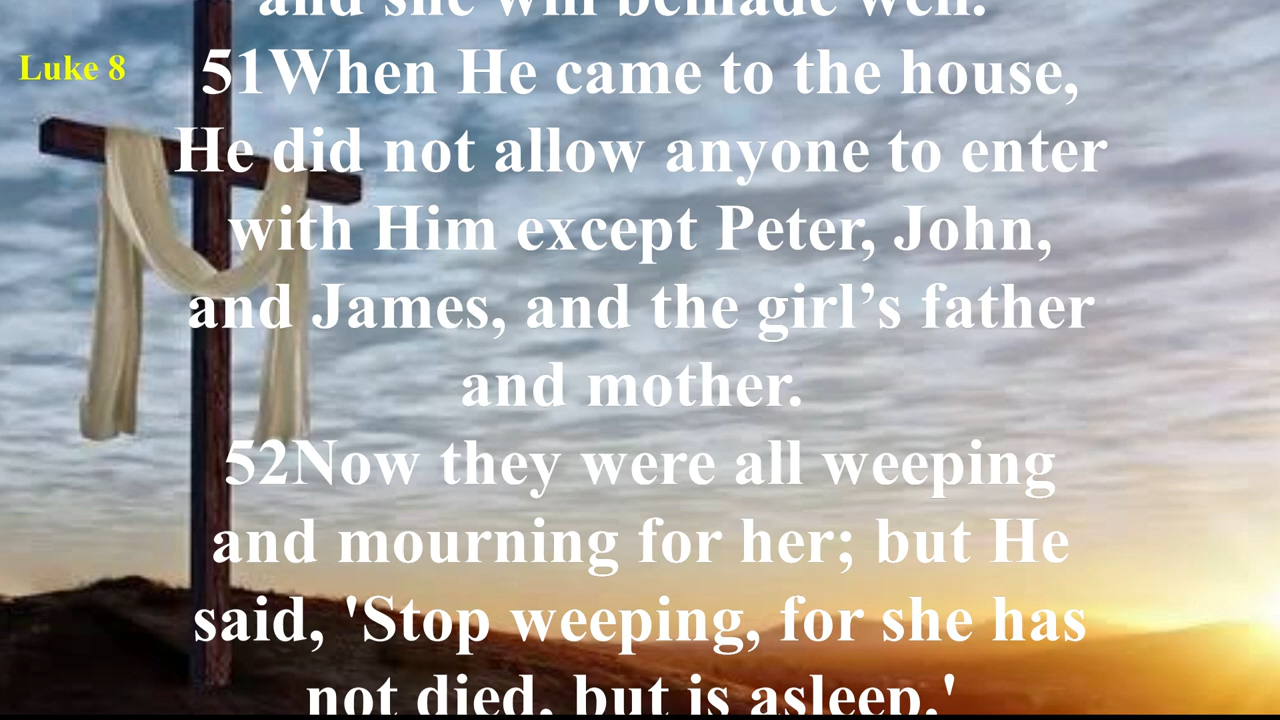 and she will bemade well.
Luke 8
51When He came to the house,
He did not allow anyone to enter
with Him except Peter, John,
and James, and the girl’s father
and mother.
52Now they were all weeping
and mourning for her; but He
said, 'Stop weeping, for she has
not died, but is asleep.'